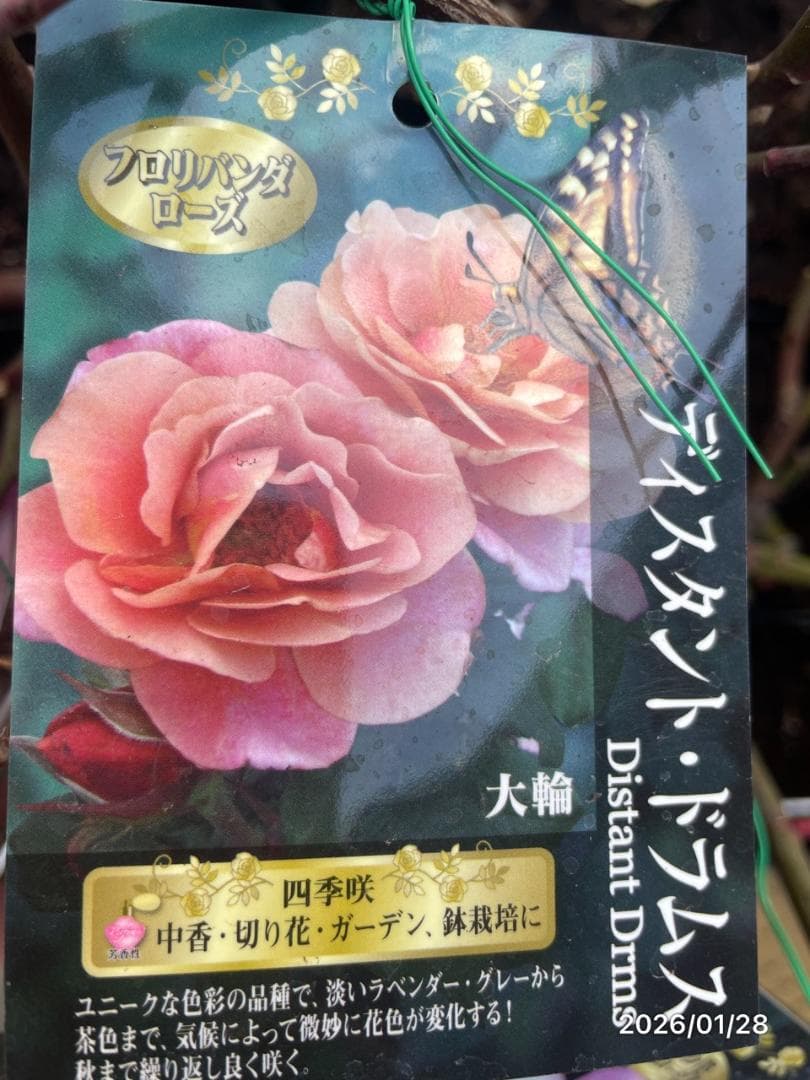 フロリバンダ
ローズ
ディスタント・ドラムス
Distant Drms
大輪
四季咲
中香・切り花・ガーデン、鉢栽培に
芳香性
ユニークな色彩の品種で、淡いラベンダー・グレーから
茶色まで、気候によって微妙に花色が変化する！
秋まで繰り返し良く咲く。
2026/01/28